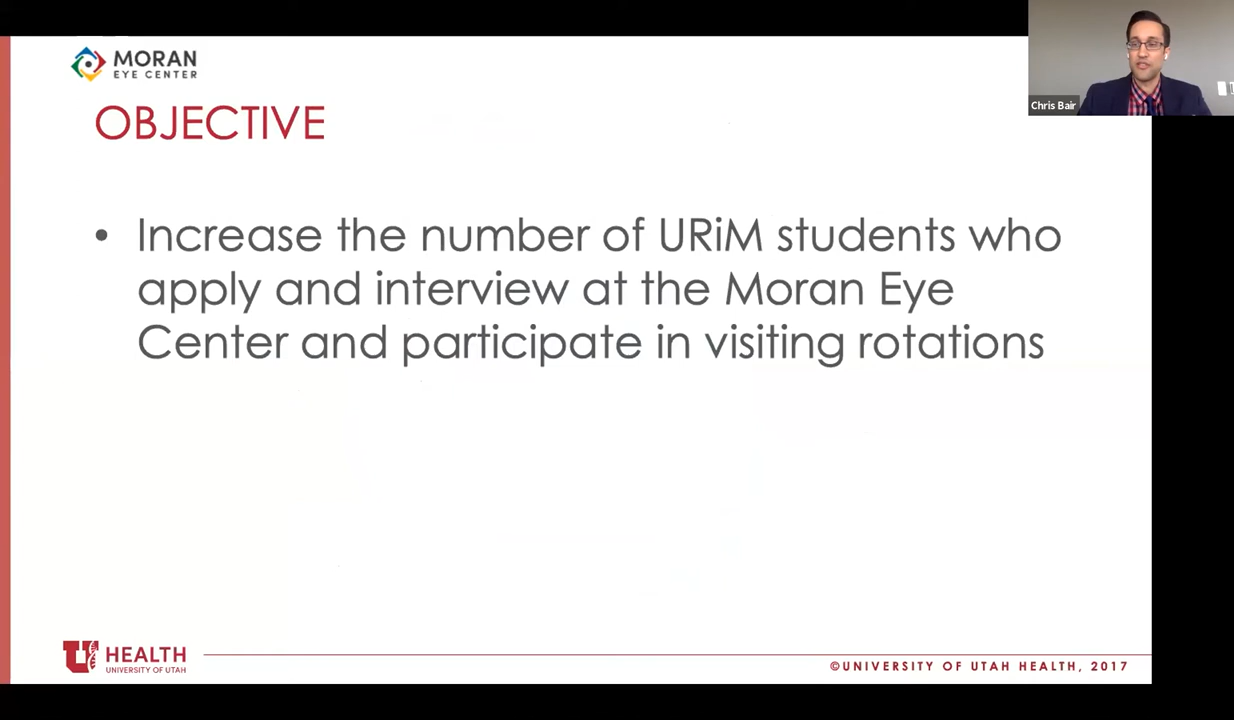 MORAN
EYE CENTER
Chris Bair
OBJECTIVE
• Increase the number of URiM students who
apply and interview at the Moran Eye
Center and participate in visiting rotations
U HEALTH
UNIVERSITY OF UTAH
©UNIVERSITY OF UTAH HEALTH, 2017